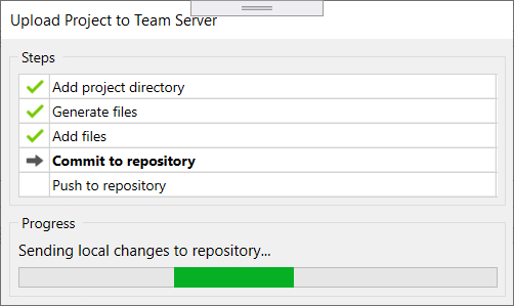 Upload Project to Team Server
Steps
Add project directory
Generate files
Add files
Commit to repository
Push to repository
Progress
Sending local changes to repository...